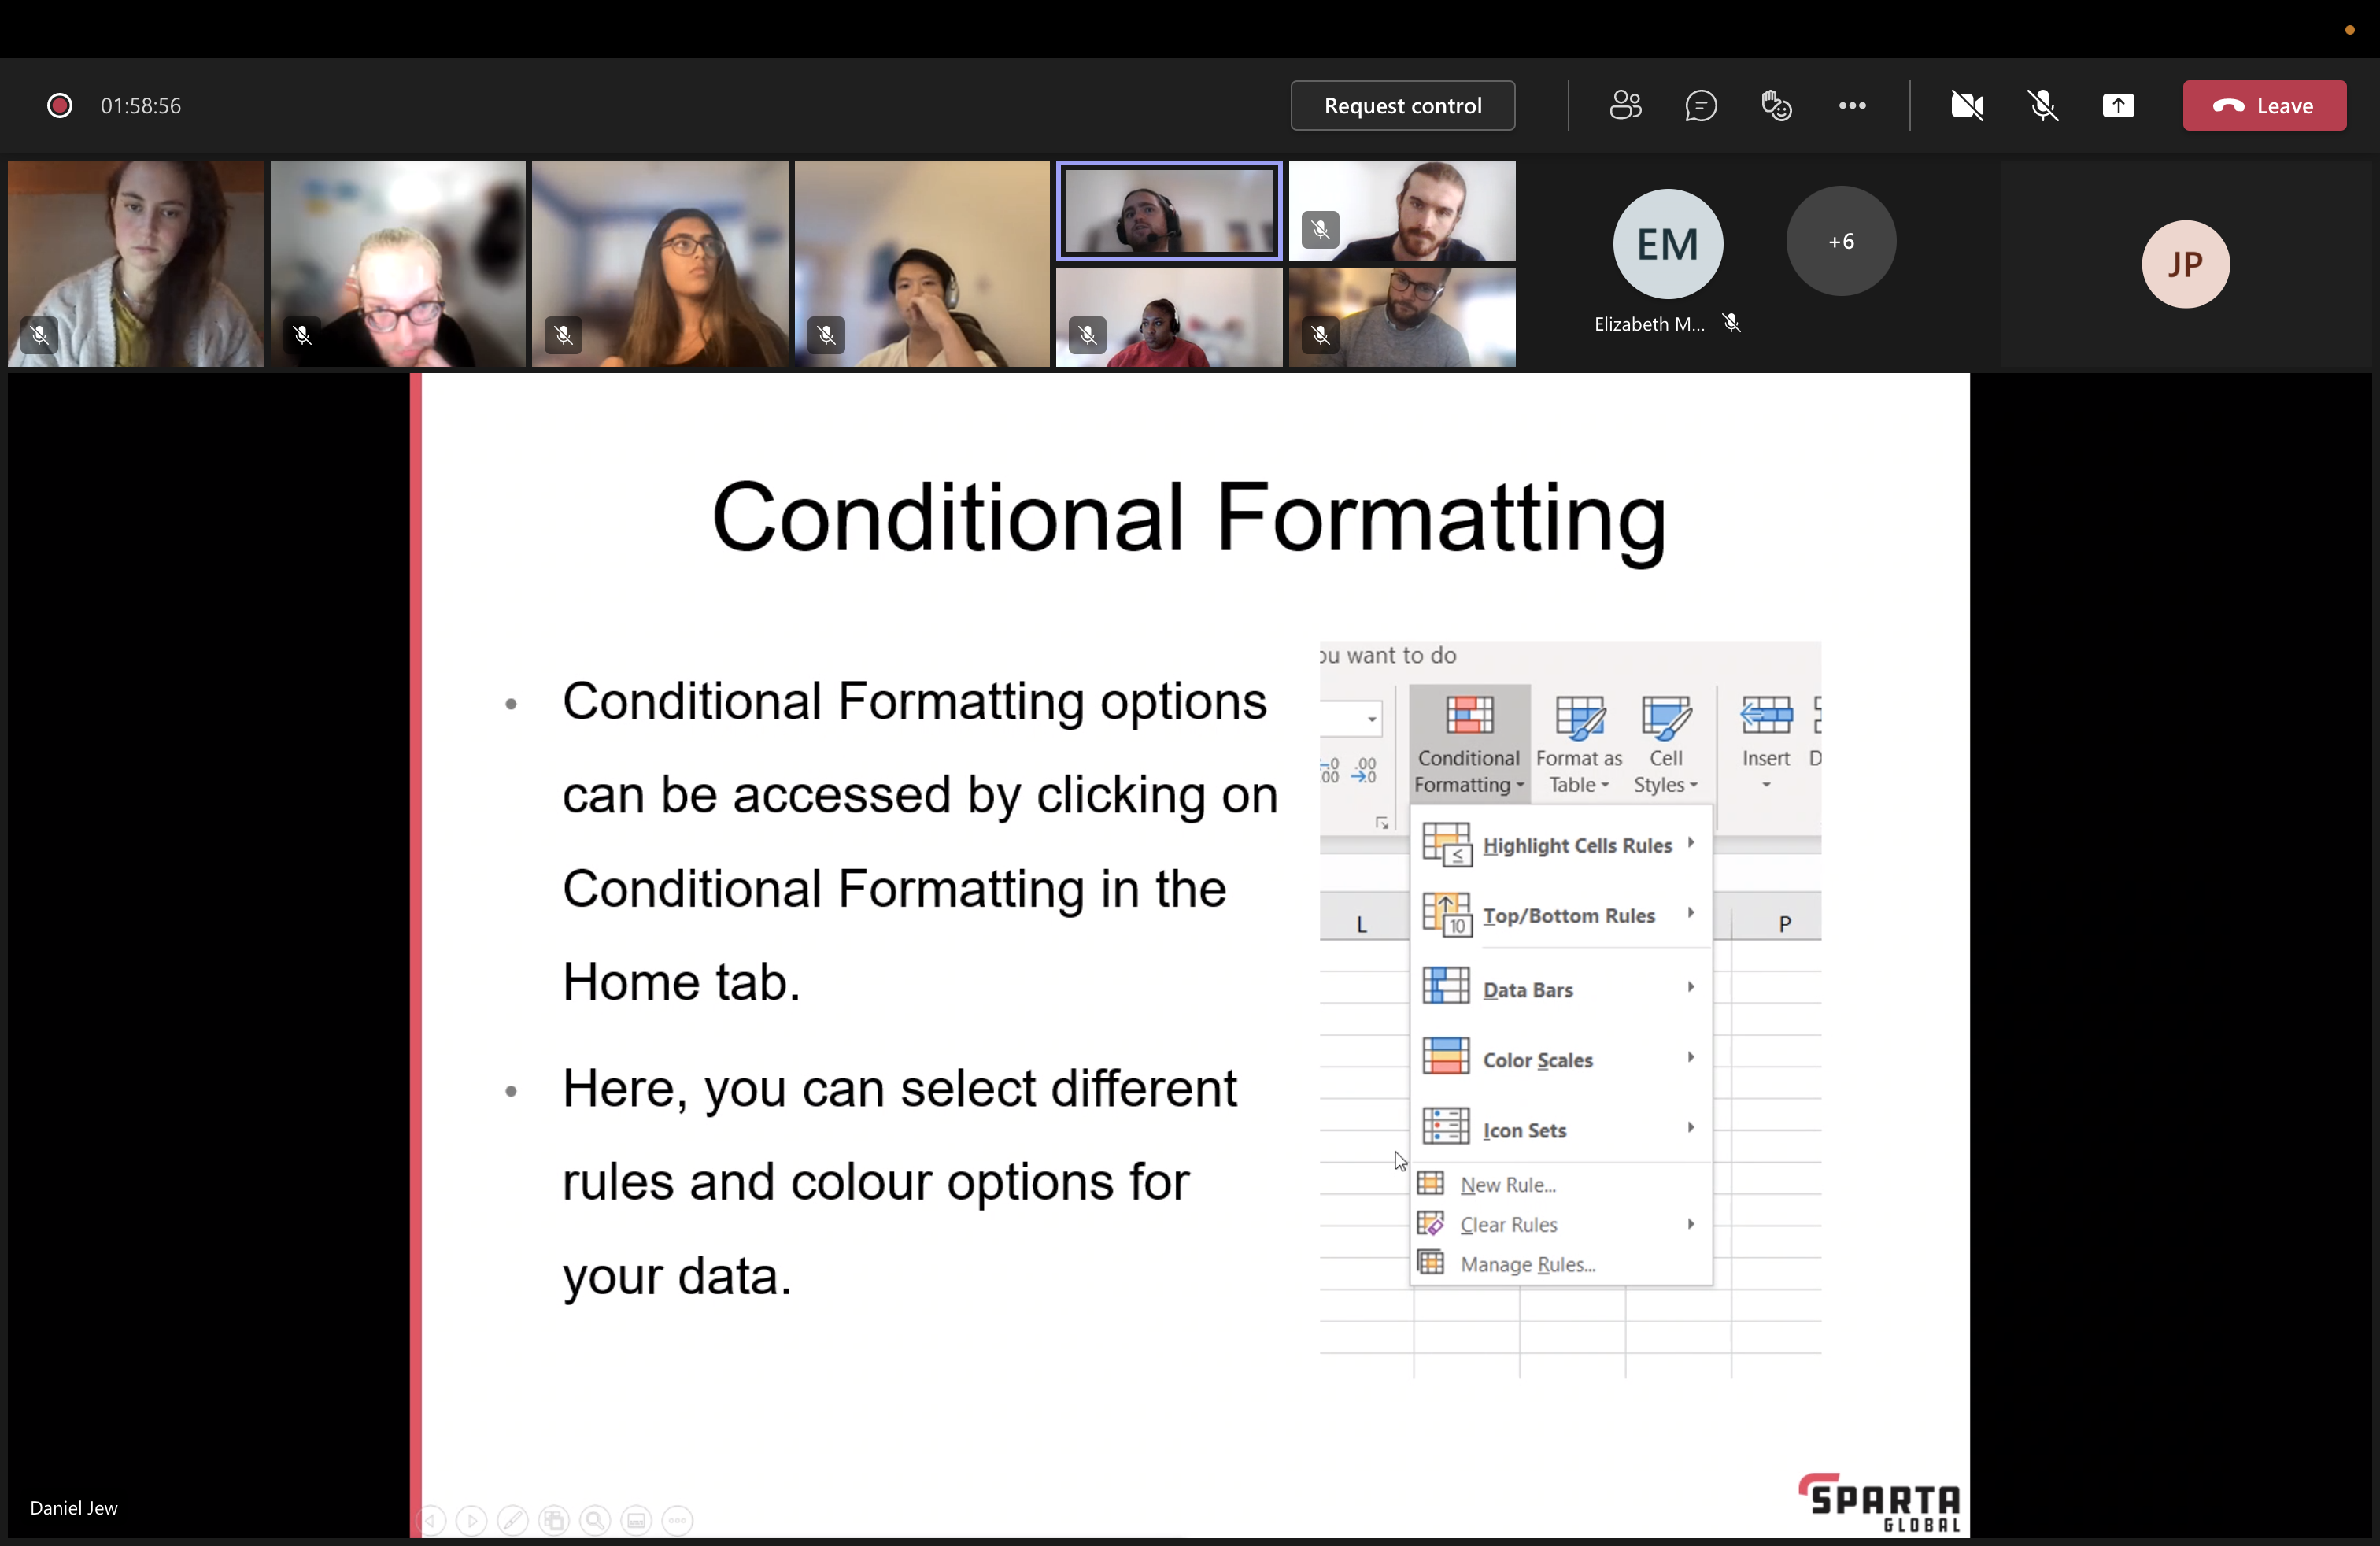 01:58:56
Request control
Leave
EM
+6
JP
Elizabeth M...
Conditional Formatting
• Conditional Formatting options
can be accessed by clicking on
Conditional Formatting in the
Home tab.
• Here, you can select different
rules and colour options for
your data.
ou want to do
Conditional
Formatting
Format as
Table
Cell
Styles
Insert
D
.00
.0
L
P
≤
Highlight Cells Rules
10
Top/Bottom Rules
Data Bars
Color Scales
Icon Sets
New Rule...
Clear Rules
Manage Rules...
Daniel Jew
SPARTA
GLOBAL